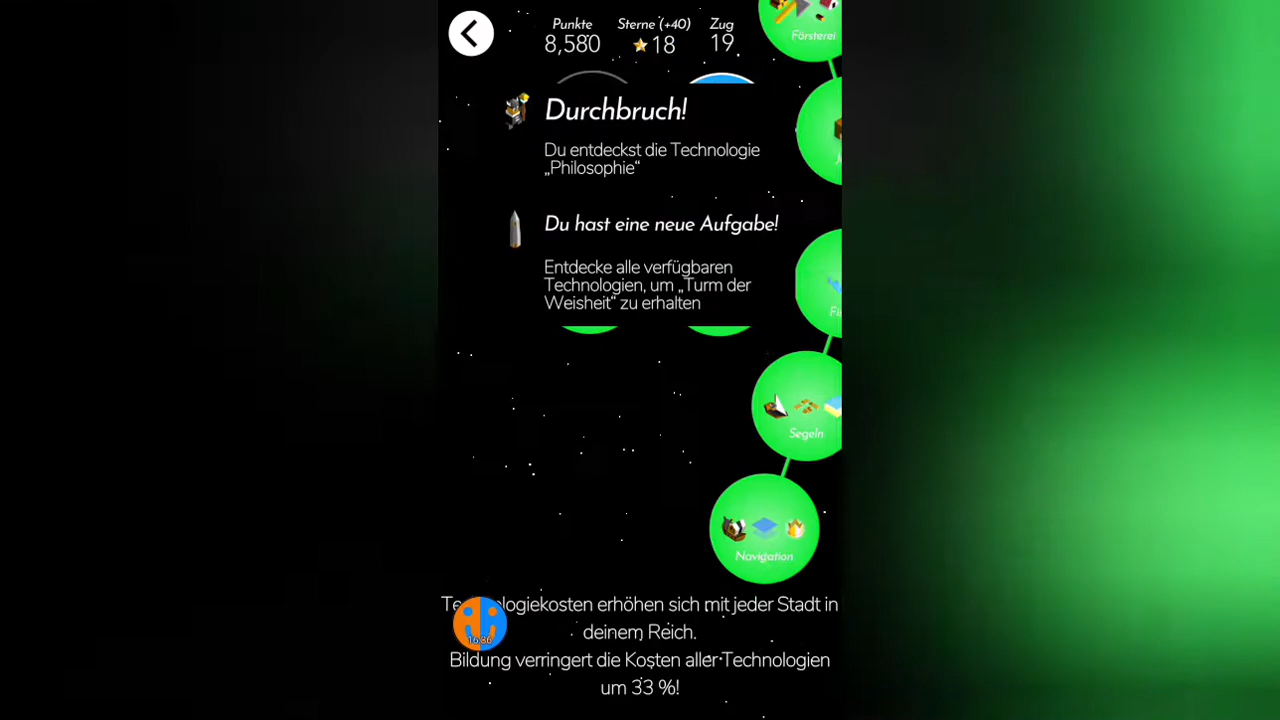 Punkte
Sterne (+40)
Zug
8,580
18
19
Försterei
Durchbruch!
Du entdeckst die Technologie
„Philosophie“
Du hast eine neue Aufgabe!
Entdecke alle verfügbaren
Technologien, um „Turm der
Weisheit“ zu erhalten
Segeln
Navigation
Technologiekosten erhöhen sich mit jeder Stadt in
deinem Reich.
Bildung verringert die Kosten aller Technologien
um 33 %!